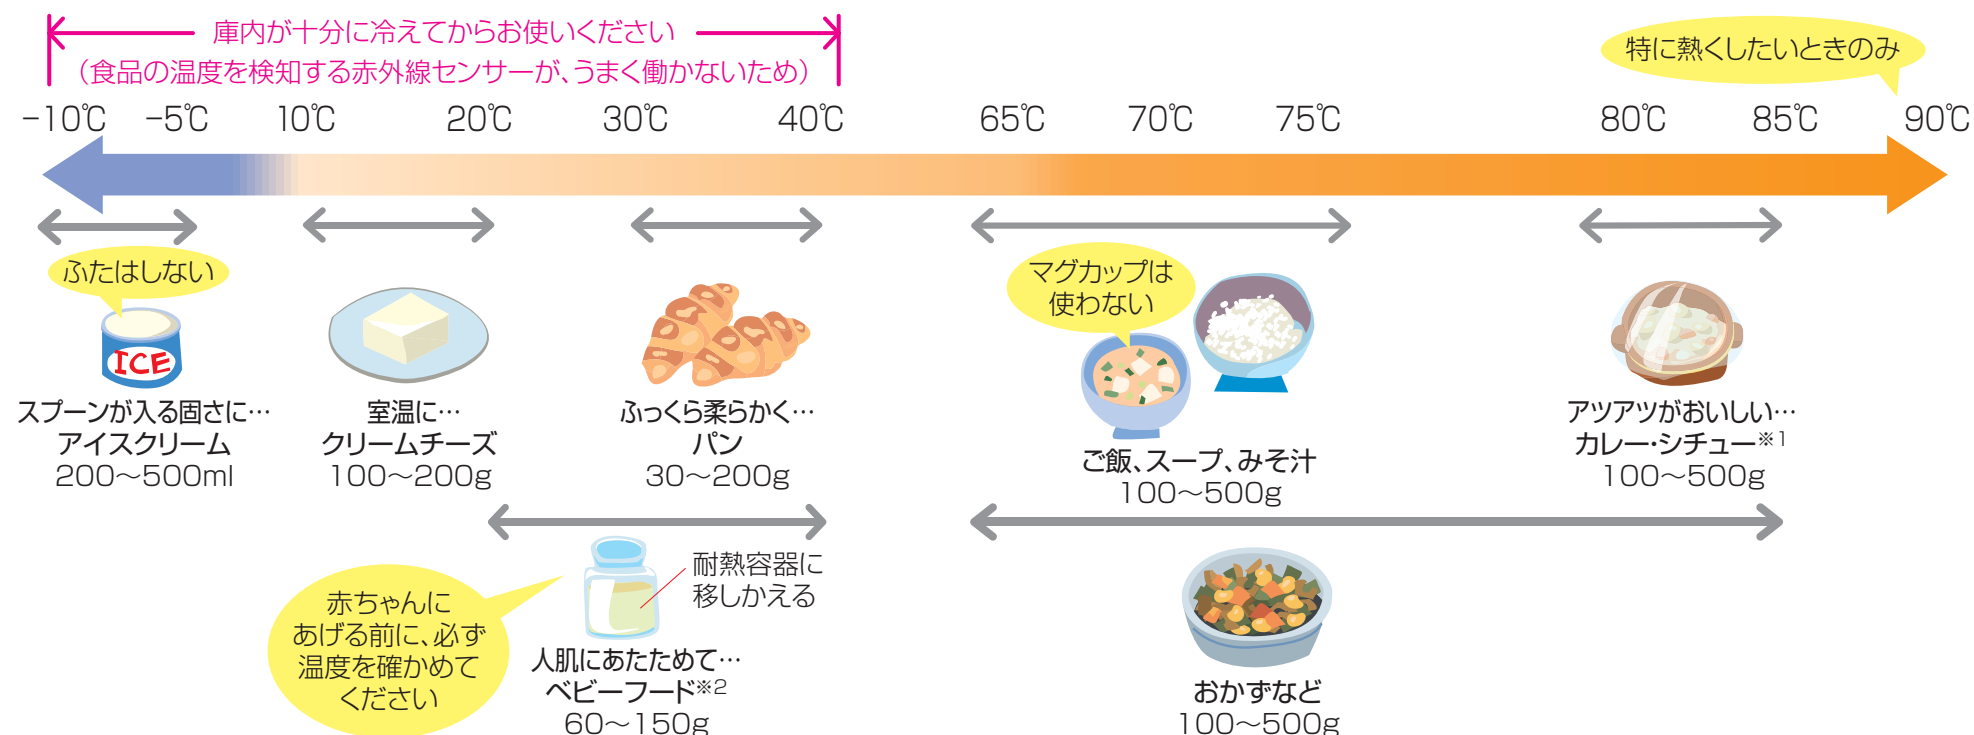 庫内が十分に冷えてからお使いください
（食品の温度を検知する赤外線センサーが、うまく働かないため）
特に熱くしたいときのみ
−10℃ −5℃ 10℃ 20℃ 30℃ 40℃ 65℃ 70℃ 75℃ 80℃ 85℃ 90℃
ふたはしない
ICE
スプーンが入る固さに…
アイスクリーム
200〜500ml
室温に…
クリームチーズ
100〜200g
ふっくら柔らかく…
パン
30〜200g
マグカップは
使わない
ご飯、スープ、みそ汁
100〜500g
アツアツがおいしい…
カレー・シチュー※1
100〜500g
赤ちゃんに
あげる前に、必ず
温度を確かめて
ください
耐熱容器に
移しかえる
人肌にあたためて…
ベビーフード※2
60〜150g
おかずなど
100〜500g